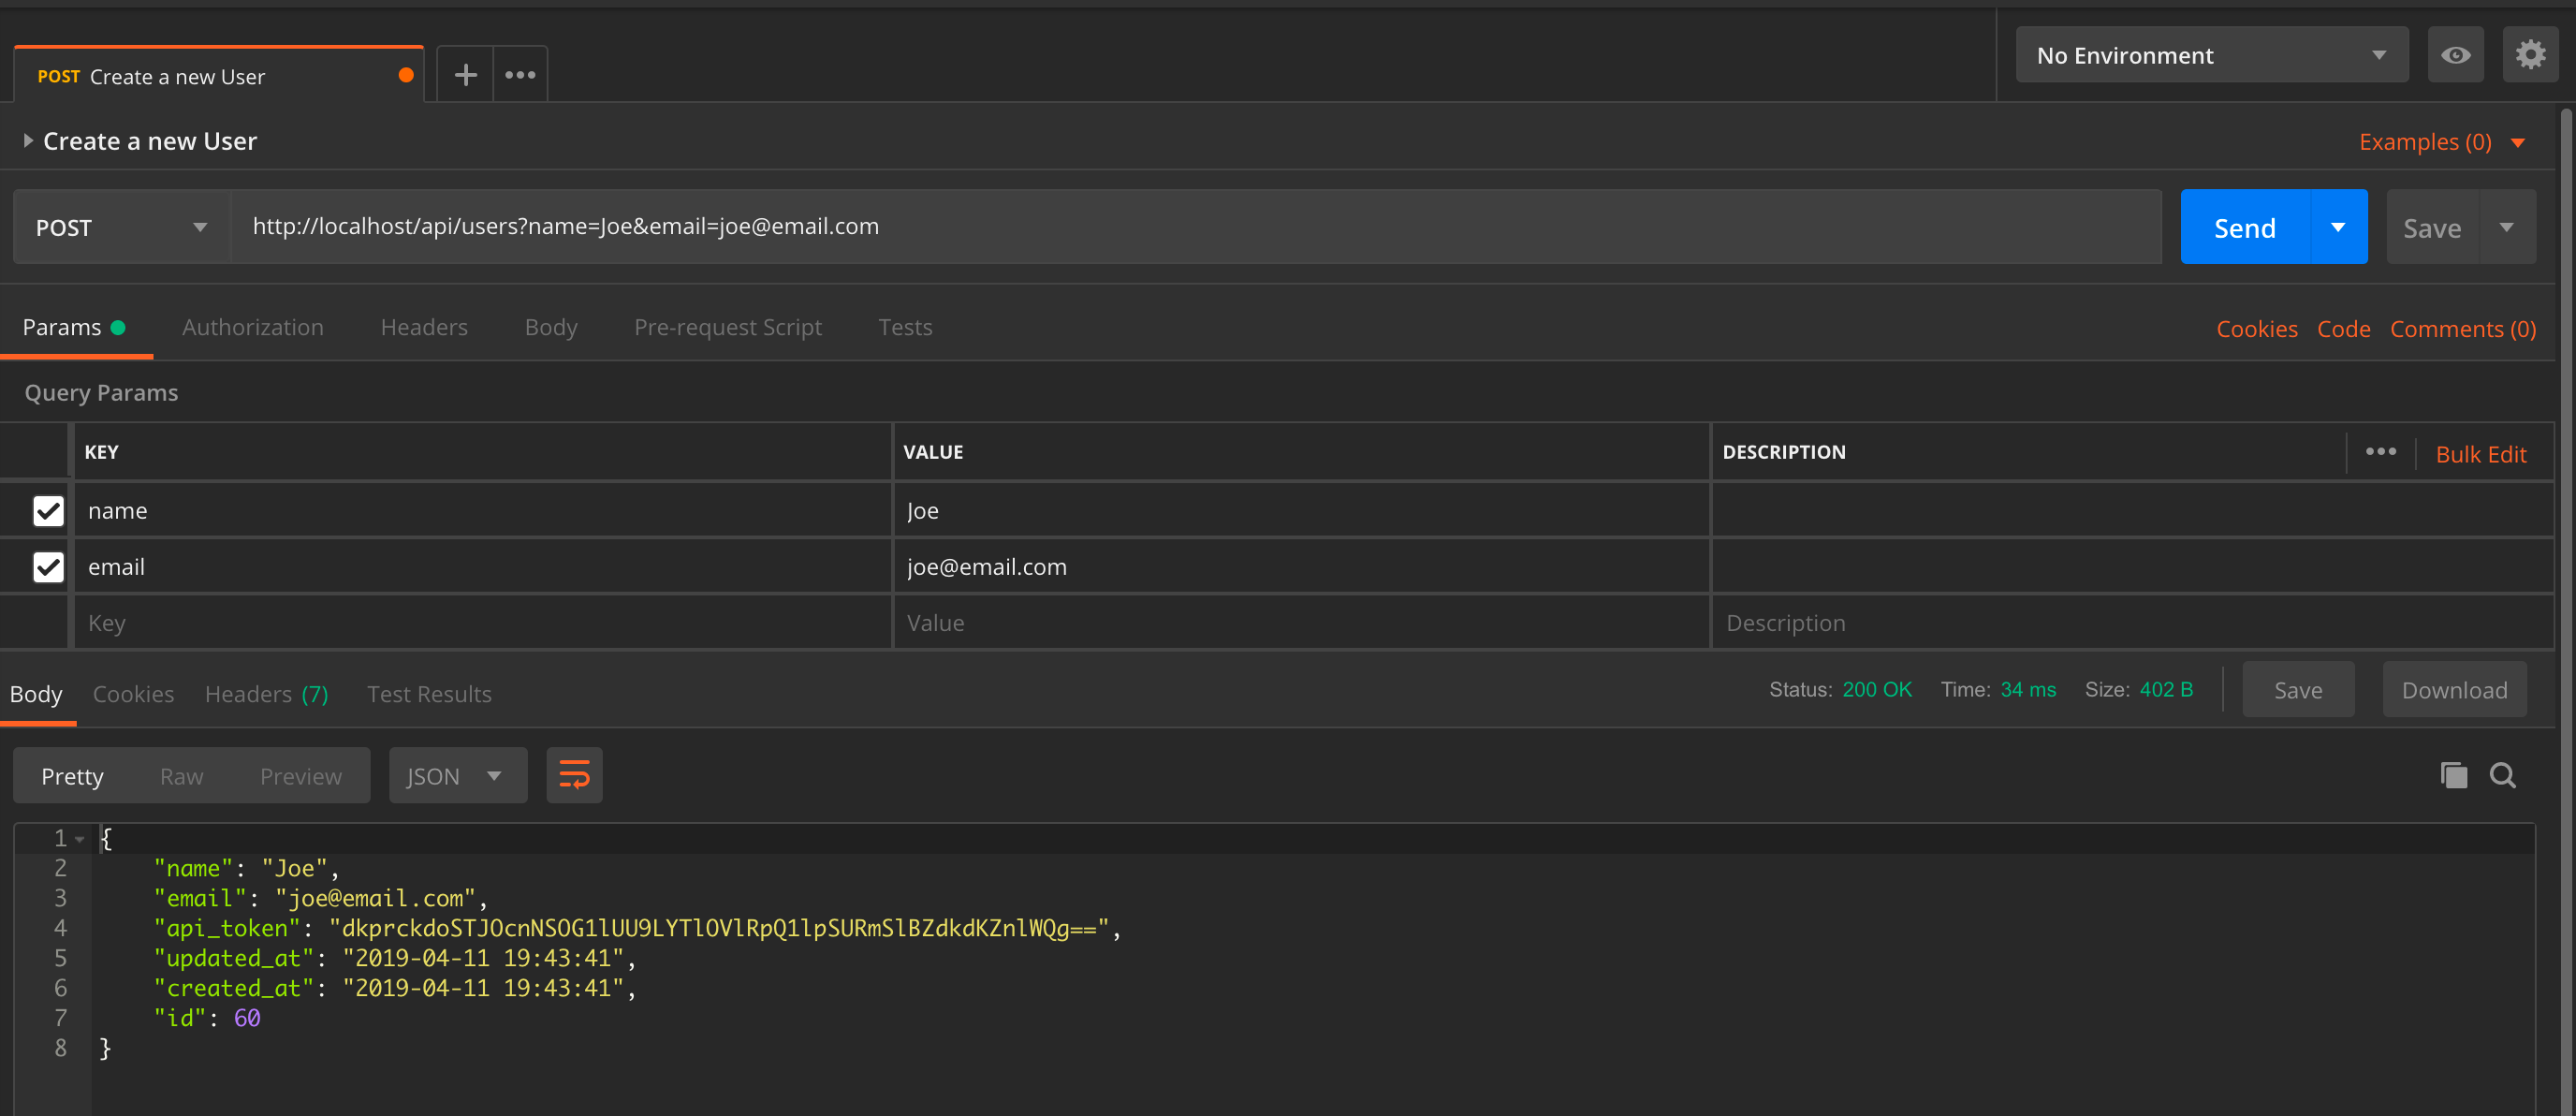 POST Create a new User
No Environment
Create a new User
Examples (0)
POST http://localhost/api/users?name=Joe&email=joe@email.com Send Save
Params Authorization Headers Body Pre-request Script Tests Cookies Code Comments (0)
Query Params
KEY VALUE DESCRIPTION Bulk Edit
name Joe
email joe@email.com
Key Value Description
Body Cookies Headers (7) Test Results Status: 200 OK Time: 34 ms Size: 402 B Save Download
Pretty Raw Preview JSON
1 {
2 "name": "Joe",
3 "email": "joe@email.com",
4 "api_token": "dkprckdoSTJOcnNSOG1lUU9LYTlOVlRpQ1lpSURmSlBZdkdKZnlWQg==",
5 "updated_at": "2019-04-11 19:43:41",
6 "created_at": "2019-04-11 19:43:41",
7 "id": 60
8 }